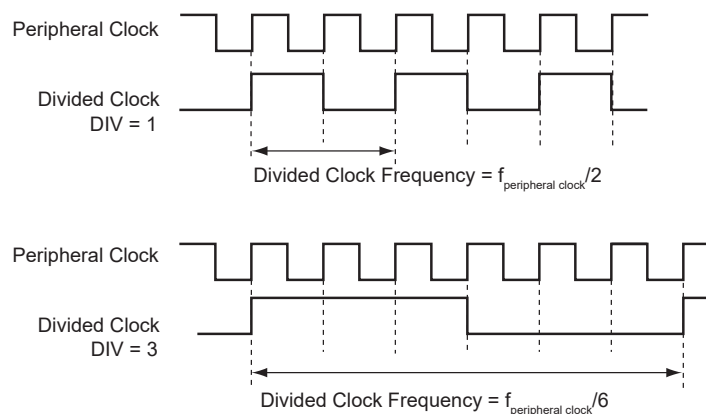 Peripheral Clock
Divided Clock
DIV = 1
Divided Clock Frequency = fperipheral clock/2
Peripheral Clock
Divided Clock
DIV = 3
Divided Clock Frequency = fperipheral clock/6